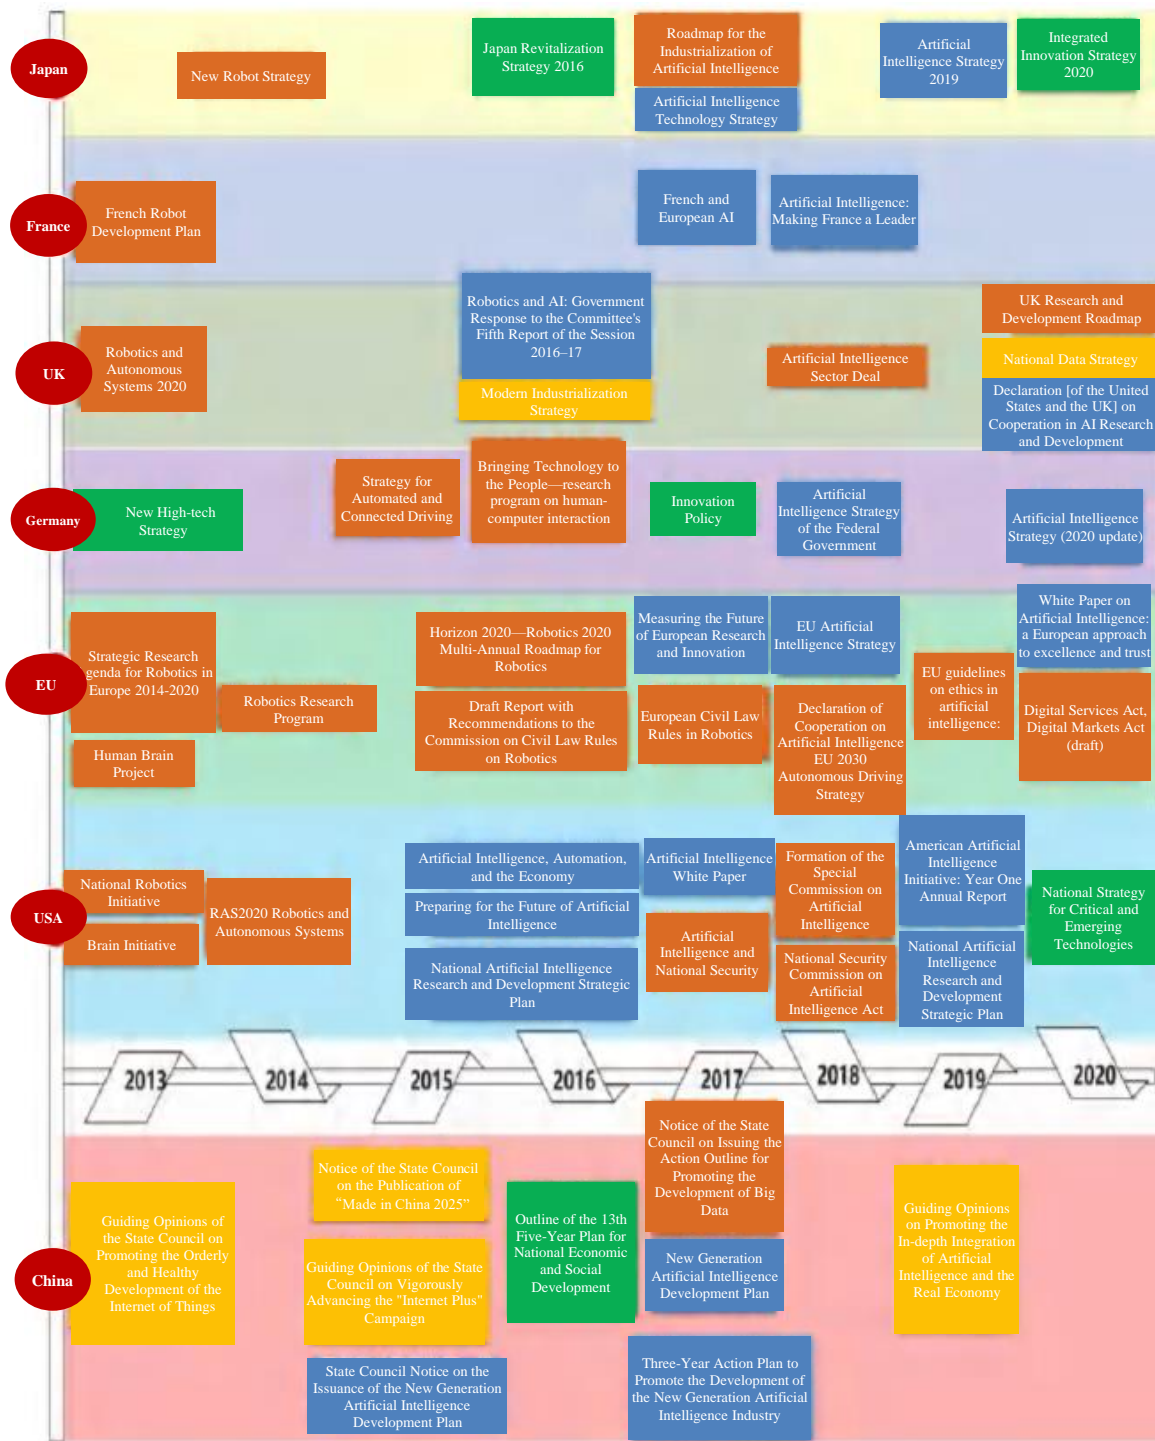 Japan
New Robot Strategy
Japan Revitalization
Strategy 2016
Roadmap for the
Industrialization of
Artificial Intelligence
Artificial Intelligence
Technology Strategy
Artificial
Intelligence Strategy
2019
Integrated
Innovation Strategy
2020
France
French Robot
Development Plan
French and
European AI
Artificial Intelligence:
Making France a Leader
UK
Robotics and
Autonomous
Systems 2020
Robotics and AI: Government
Response to the Committee's
Fifth Report of the Session
2016–17
Modern Industrialization
Strategy
Artificial Intelligence
Sector Deal
UK Research and
Development Roadmap
National Data Strategy
Declaration [of the United
States and the UK] on
Cooperation in AI Research
and Development
Germany
New High-tech
Strategy
Strategy for
Automated and
Connected Driving
Bringing Technology to
the People—research
program on human-
computer interaction
Innovation
Policy
Artificial
Intelligence Strategy
of the Federal
Government
Artificial Intelligence
Strategy (2020 update)
EU
Strategic Research
genda for Robotics in
Europe 2014-2020
Human Brain
Project
Robotics Research
Program
Horizon 2020—Robotics 2020
Multi-Annual Roadmap for
Robotics
Draft Report with
Recommendations to the
Commission on Civil Law Rules
on Robotics
Measuring the Future
of European Research
and Innovation
European Civil Law
Rules in Robotics
EU Artificial
Intelligence Strategy
Declaration of
Cooperation on
Artificial Intelligence
EU 2030
Autonomous Driving
Strategy
EU guidelines
on ethics in
artificial
intelligence:
White Paper on
Artificial Intelligence:
a European approach
to excellence and trust
Digital Services Act,
Digital Markets Act
(draft)
USA
National Robotics
Initiative
Brain Initiative
RAS2020 Robotics and
Autonomous Systems
Artificial Intelligence, Automation,
and the Economy
Preparing for the Future of Artificial
Intelligence
National Artificial Intelligence
Research and Development Strategic
Plan
Artificial Intelligence
White Paper
Artificial
Intelligence and
National Security
Formation of the
Special
Commission on
Artificial
Intelligence
National Security
Commission on
Artificial
Intelligence Act
American Artificial
Intelligence
Initiative: Year One
Annual Report
National Artificial
Intelligence
Research and
Development
Strategic Plan
National Strategy
for Critical and
Emerging
Technologies
2013
2014
2015
2016
2017
2018
2019
2020
China
Guiding Opinions of
the State Council on
Promoting the Orderly
and Healthy
Development of the
Internet of Things
Notice of the State Council
on the Publication of
“Made in China 2025”
Guiding Opinions of the State
Council on Vigorously
Advancing the "Internet Plus"
Campaign
State Council Notice on the
Issuance of the New Generation
Artificial Intelligence
Development Plan
Outline of the 13th
Five-Year Plan for
National Economic
and Social
Development
Notice of the State
Council on Issuing the
Action Outline for
Promoting the
Development of Big
Data
New Generation
Artificial Intelligence
Development Plan
Three-Year Action Plan to
Promote the Development of
the New Generation Artificial
Intelligence Industry
Guiding Opinions
on Promoting the
In-depth Integration
of Artificial
Intelligence and the
Real Economy